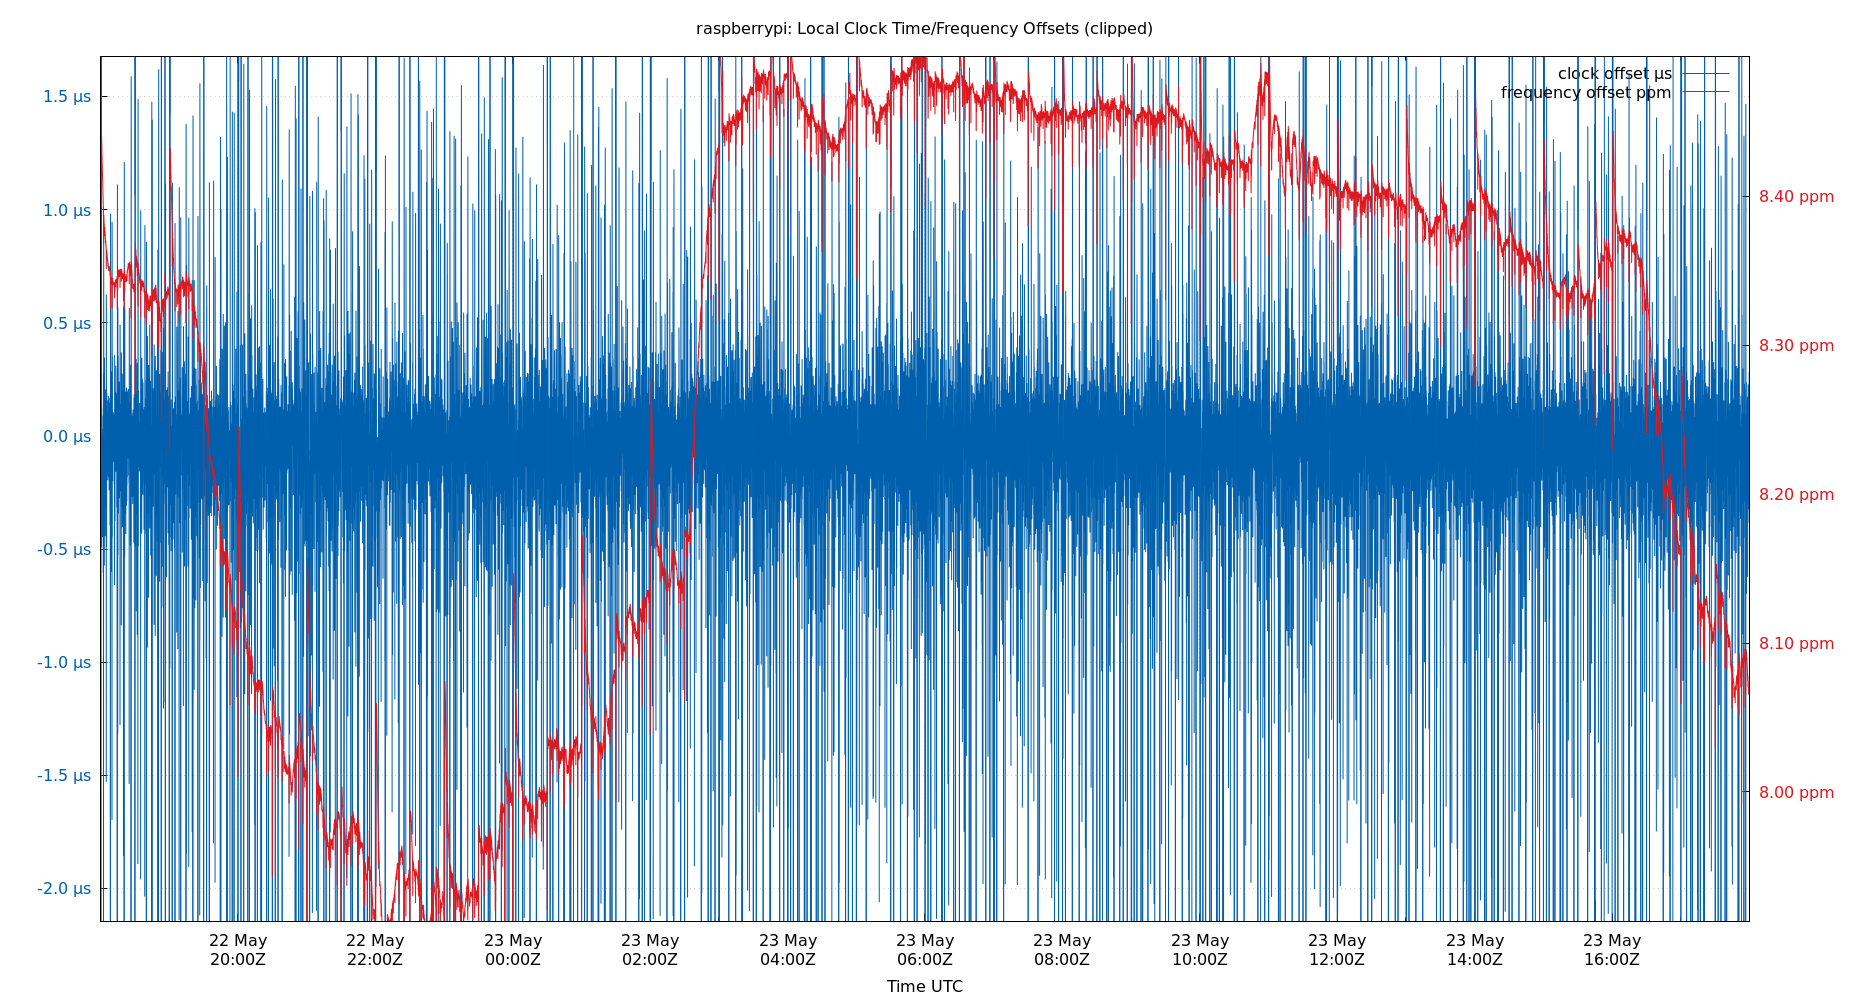 raspberrypi: Local Clock Time/Frequency Offsets (clipped)
clock offset µs
frequency offset ppm
1.5 µs
1.0 µs
0.5 µs
0.0 µs
-0.5 µs
-1.0 µs
-1.5 µs
-2.0 µs
8.40 ppm
8.30 ppm
8.20 ppm
8.10 ppm
8.00 ppm
22 May 22 May 23 May 23 May 23 May 23 May 23 May 23 May 23 May 23 May 23 May
20:00Z 22:00Z 00:00Z 02:00Z 04:00Z 06:00Z 08:00Z 10:00Z 12:00Z 14:00Z 16:00Z
Time UTC